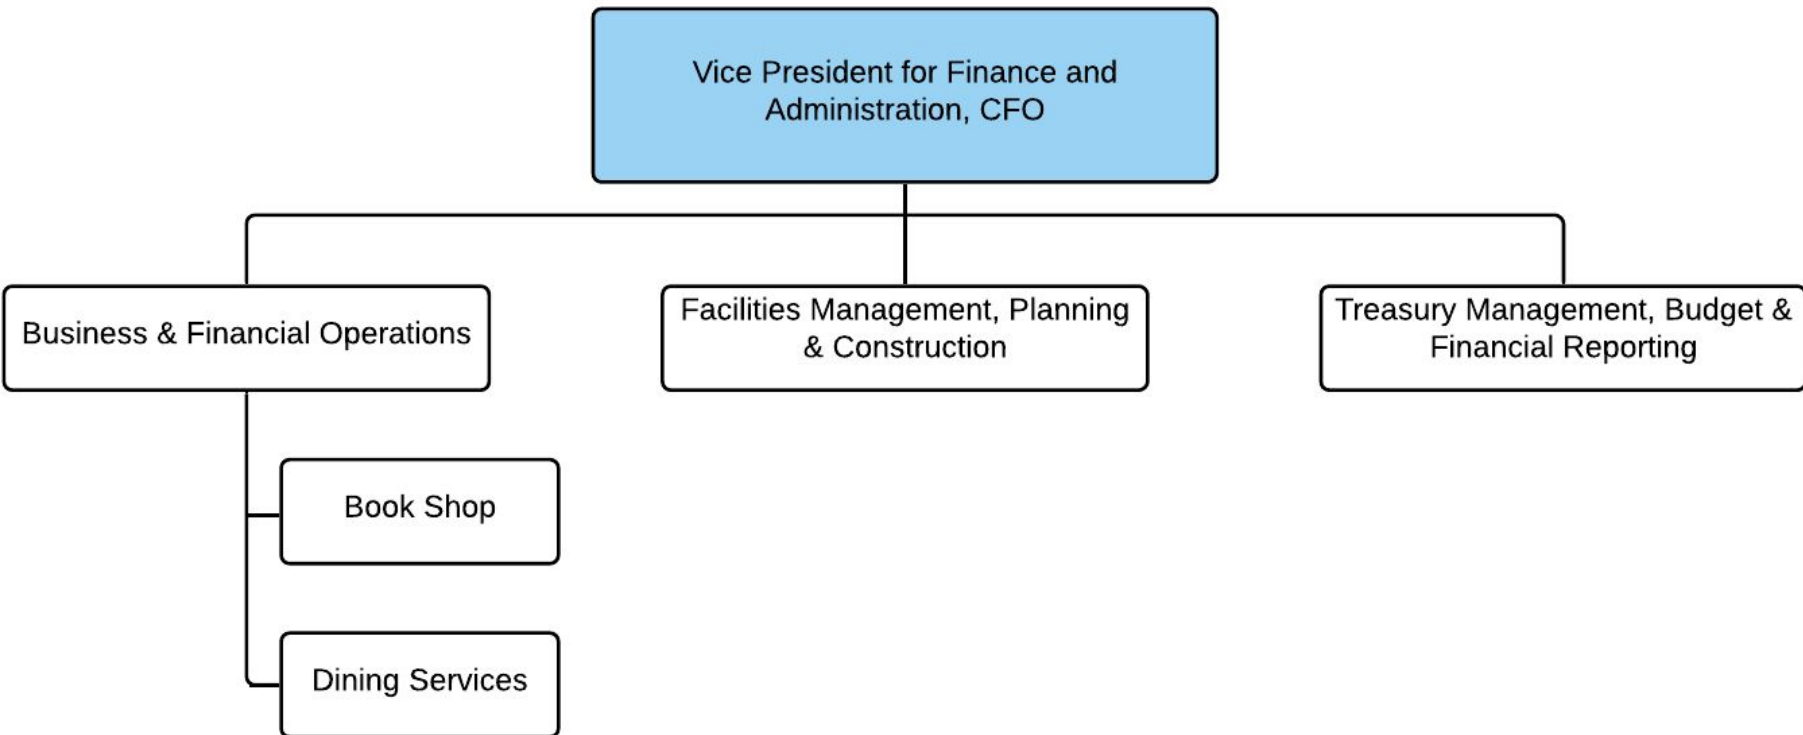 Vice President for Finance and
Administration, CFO
Business & Financial Operations
Facilities Management, Planning
& Construction
Treasury Management, Budget &
Financial Reporting
Book Shop
Dining Services